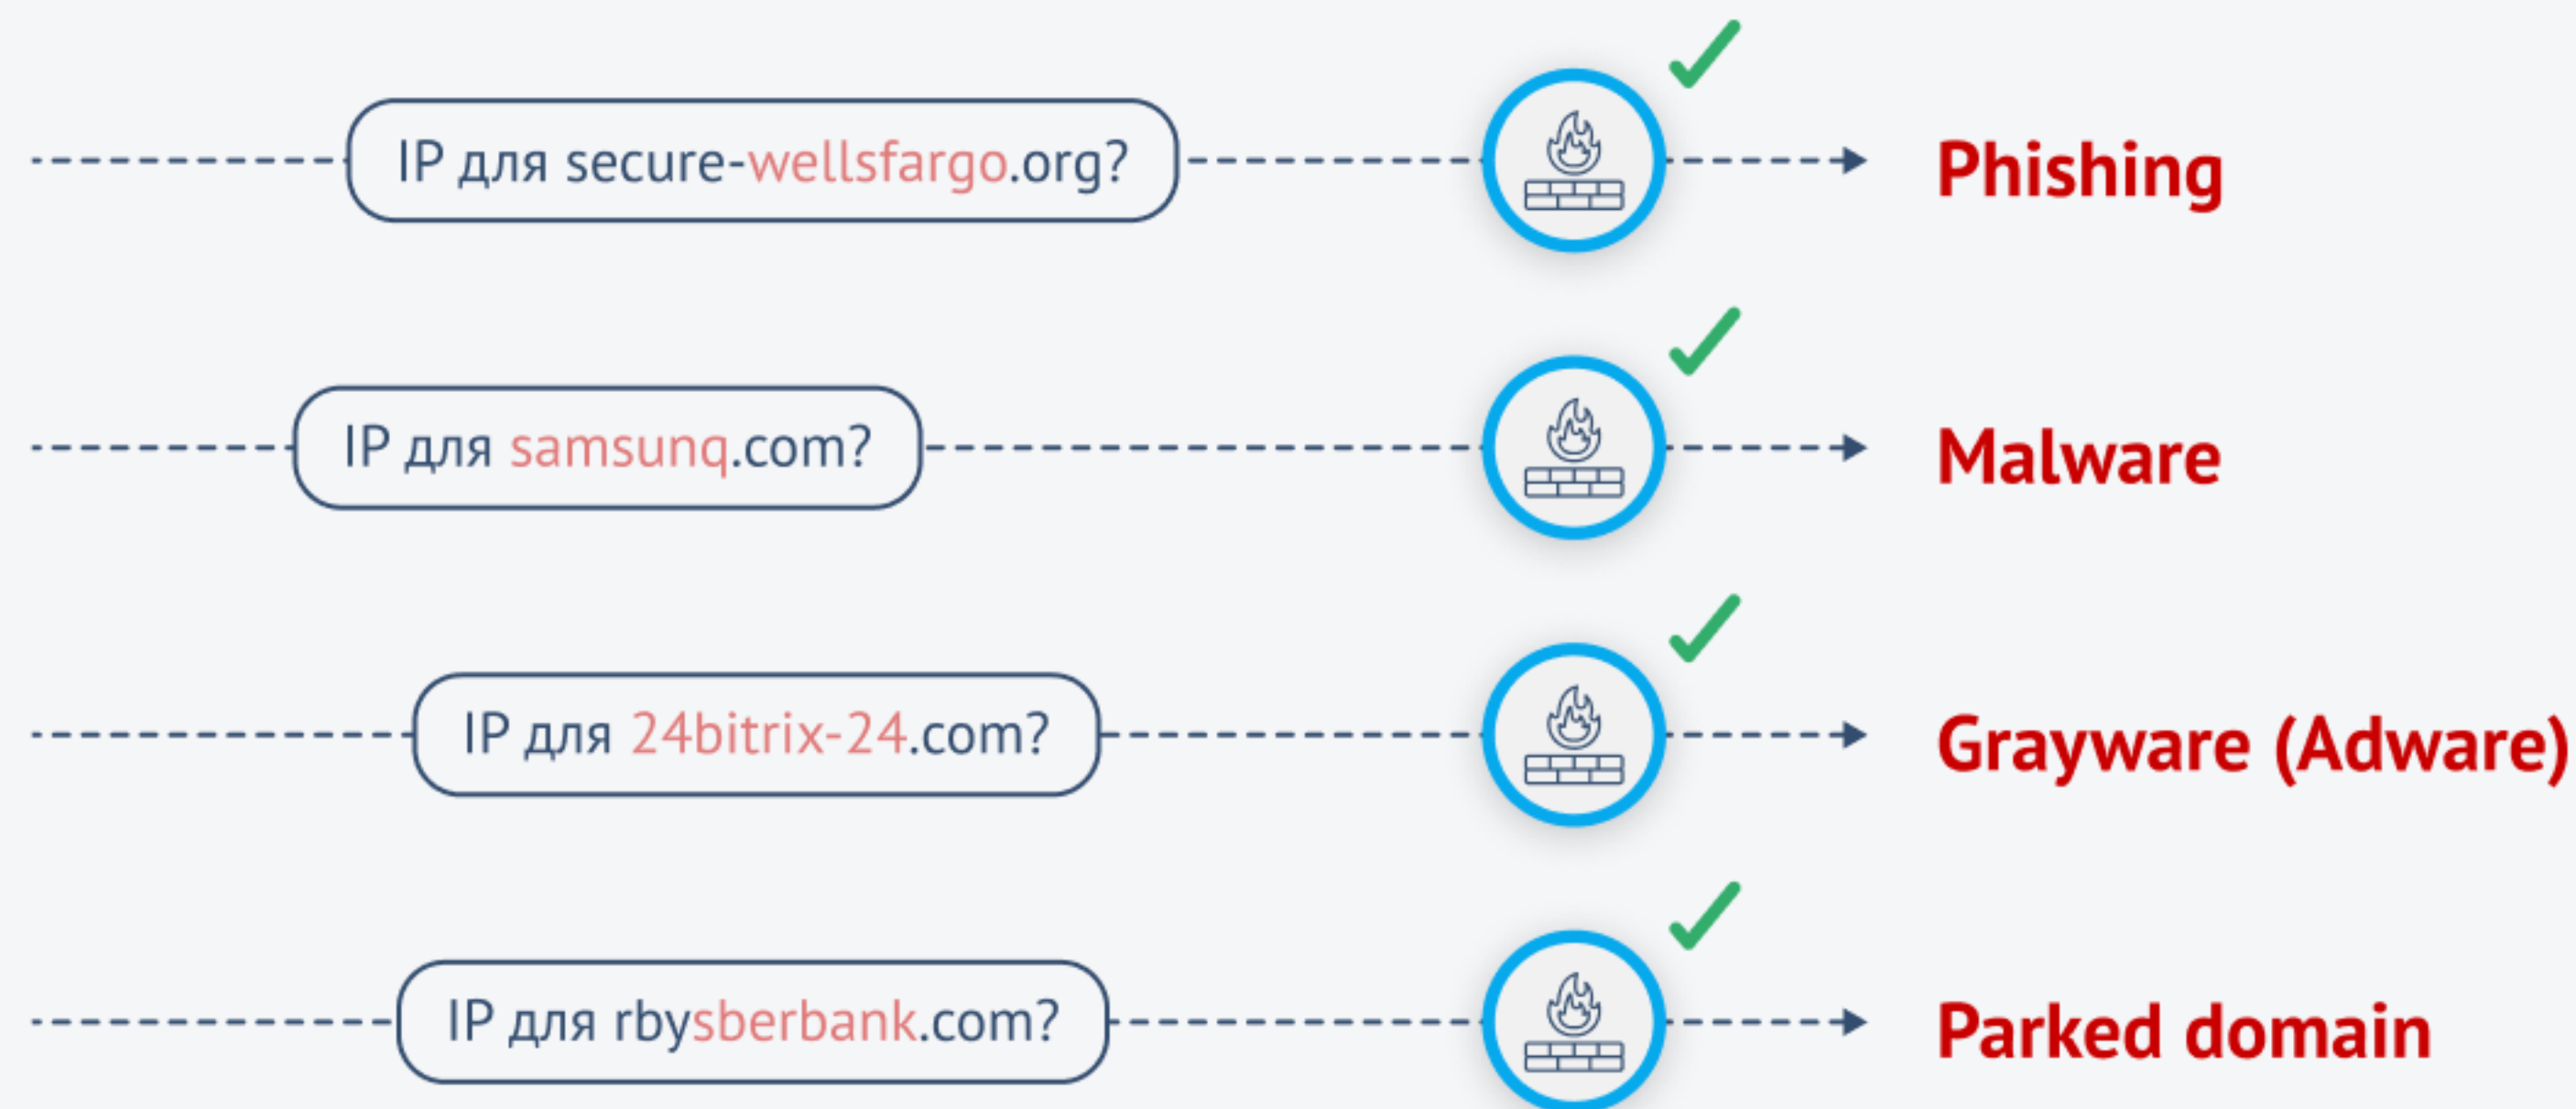 IP для secure-wellsfargo.org?
Phishing
IP для samsunq.com?
Malware
IP для 24bitrix-24.com?
Grayware (Adware)
IP для rbysberbank.com?
Parked domain